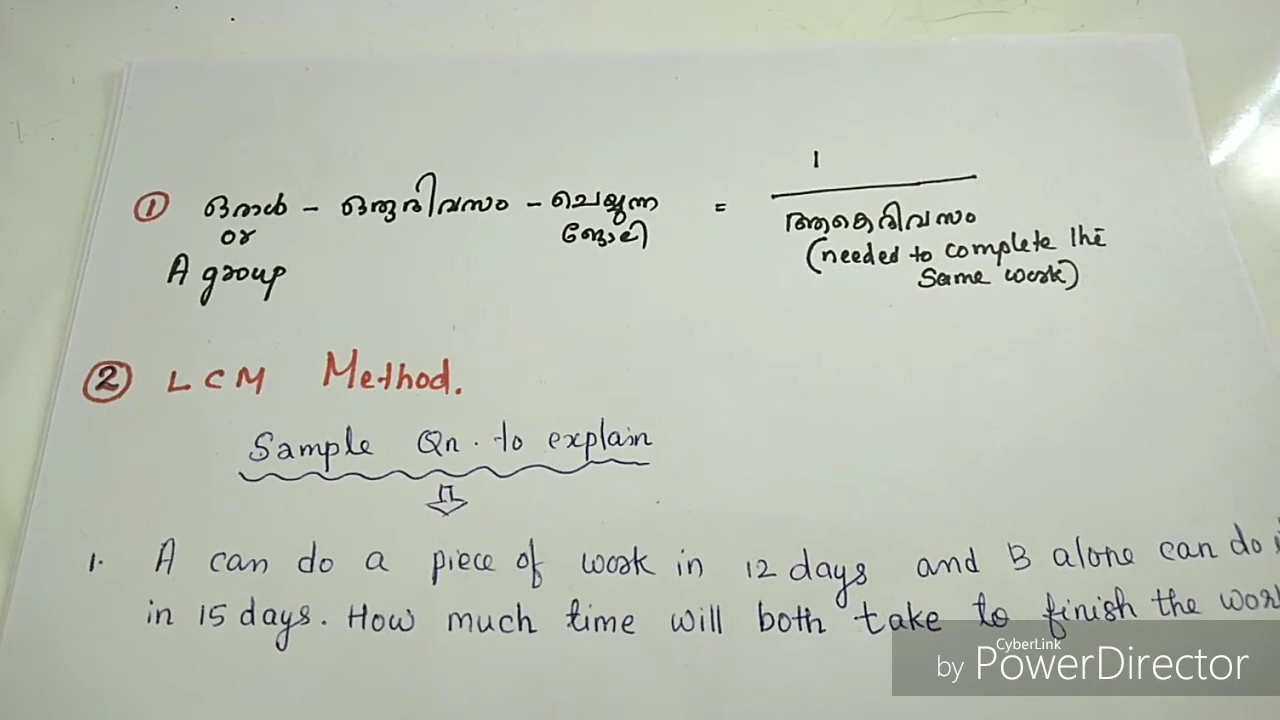 ① ഒരാൾ - ഒരു ദിവസം - ചെയ്യുന്ന = 1
or ജോലി ആകെ ദിവസം
A group (needed to complete the
same work)
② LCM Method.
Sample Qn. to explain
1. A can do a piece of work in 12 days and B alone can do
in 15 days. How much time will both take to finish the
CyberLink
by PowerDirector